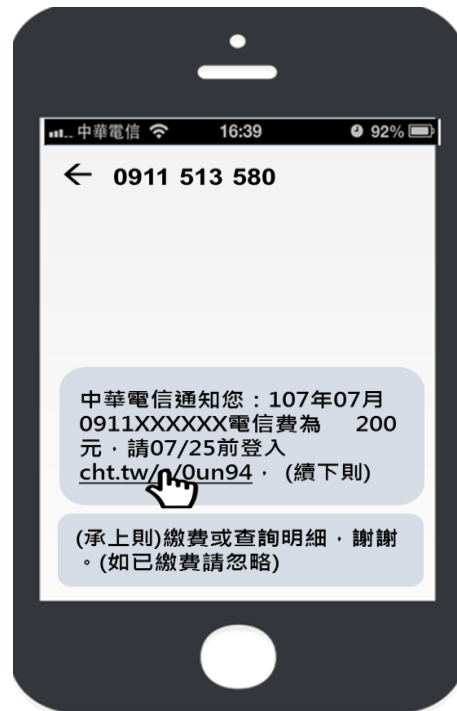 中華電信 16:39 92%
← 0911 513 580
中華電信通知您：107年07月
0911XXXXXX電信費為 200
元，請07/25前登入
cht.tw/ /0un94， (續下則)
(承上則)繳費或查詢明細，謝謝
。(如已繳費請忽略)